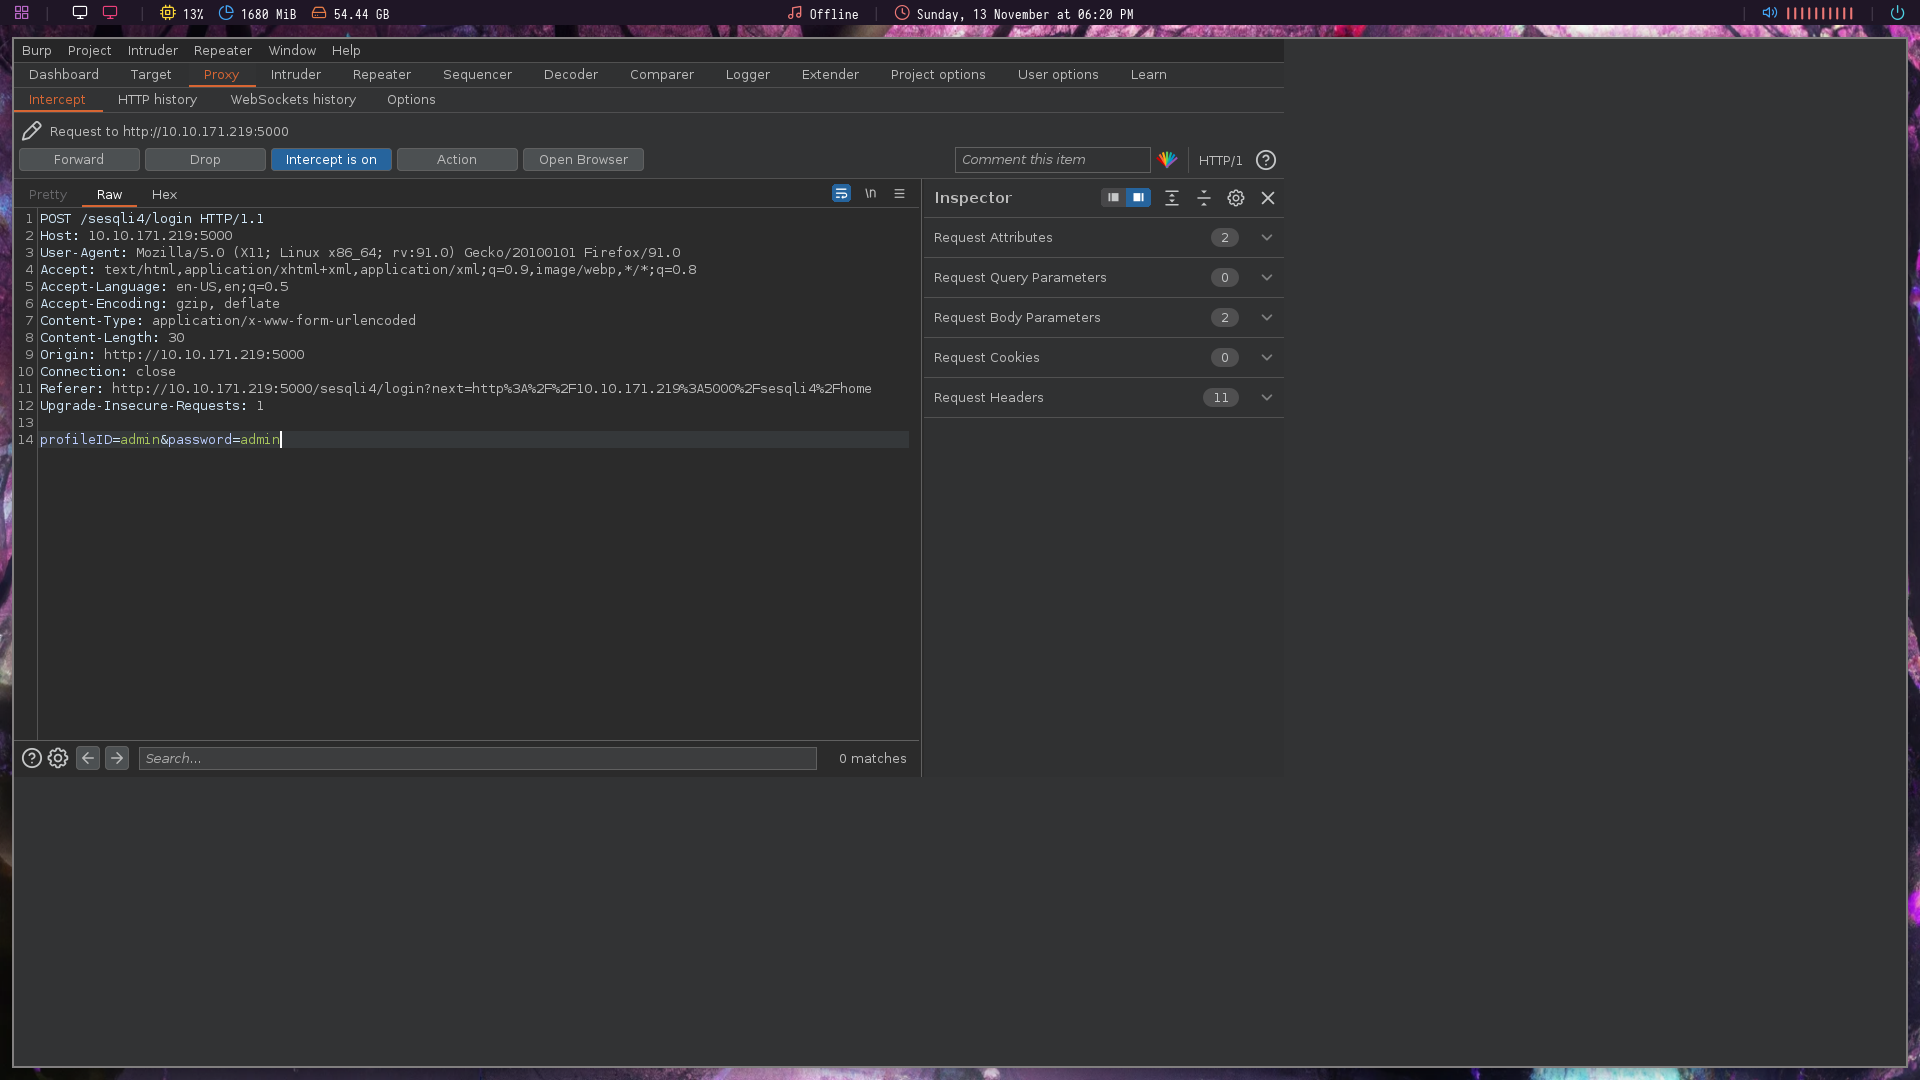 13% 1680 MiB 54.44 GB Offline Sunday, 13 November at 06:20 PM
Burp Project Intruder Repeater Window Help
Dashboard Target Proxy Intruder Repeater Sequencer Decoder Comparer Logger Extender Project options User options Learn
Intercept HTTP history WebSockets history Options
Request to http://10.10.171.219:5000
Forward Drop Intercept is on Action Open Browser Comment this item HTTP/1 ?
Pretty Raw Hex \n
1 POST /sesqli4/login HTTP/1.1
2 Host: 10.10.171.219:5000
3 User-Agent: Mozilla/5.0 (X11; Linux x86_64; rv:91.0) Gecko/20100101 Firefox/91.0
4 Accept: text/html,application/xhtml+xml,application/xml;q=0.9,image/webp,*/*;q=0.8
5 Accept-Language: en-US,en;q=0.5
6 Accept-Encoding: gzip, deflate
7 Content-Type: application/x-www-form-urlencoded
8 Content-Length: 30
9 Origin: http://10.10.171.219:5000
10 Connection: close
11 Referer: http://10.10.171.219:5000/sesqli4/login?next=http%3A%2F%2F10.10.171.219%3A5000%2Fsesqli4%2Fhome
12 Upgrade-Insecure-Requests: 1
13
14 profileID=admin&password=admin
? Search... 0 matches
Inspector
Request Attributes 2
Request Query Parameters 0
Request Body Parameters 2
Request Cookies 0
Request Headers 11